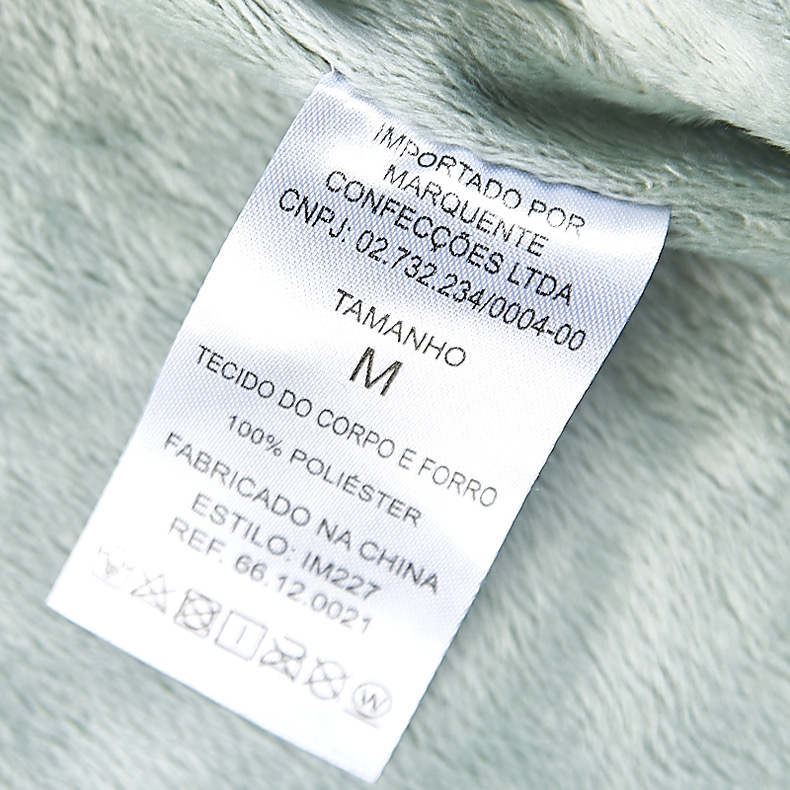 IMPORTADO POR
MARQUENTE
CONFECÇÕES LTDA
CNPJ: 02.732.234/0004-00
TAMANHO
M
TECIDO DO CORPO E FORRO
100% POLIÉSTER
FABRICADO NA CHINA
ESTILO: IM227
REF. 66.12.0021
W